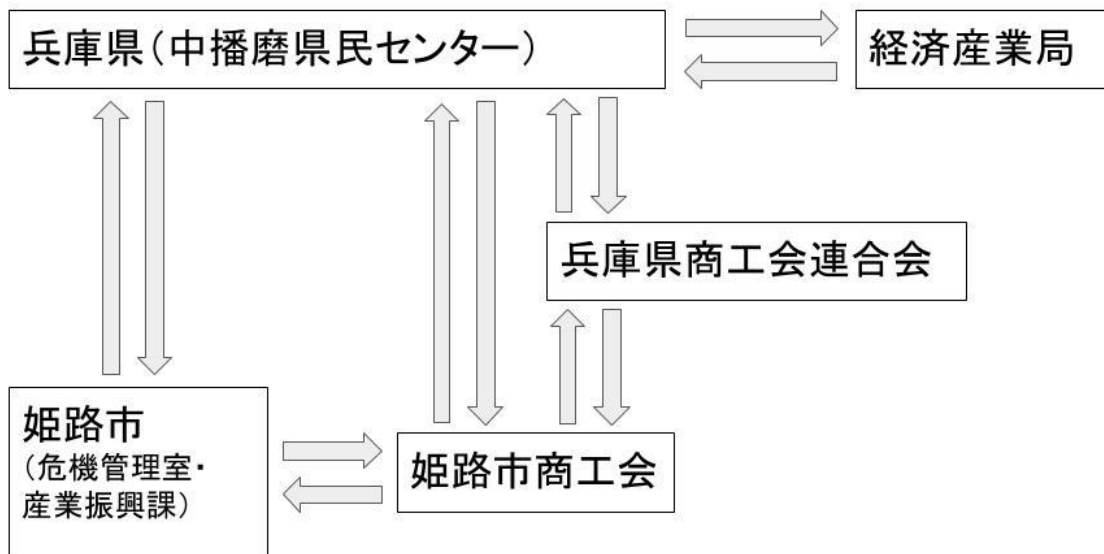 兵庫県（中播磨県民センター）
経済産業局
兵庫県商工会連合会
姫路市
（危機管理室・
産業振興課）
姫路市商工会